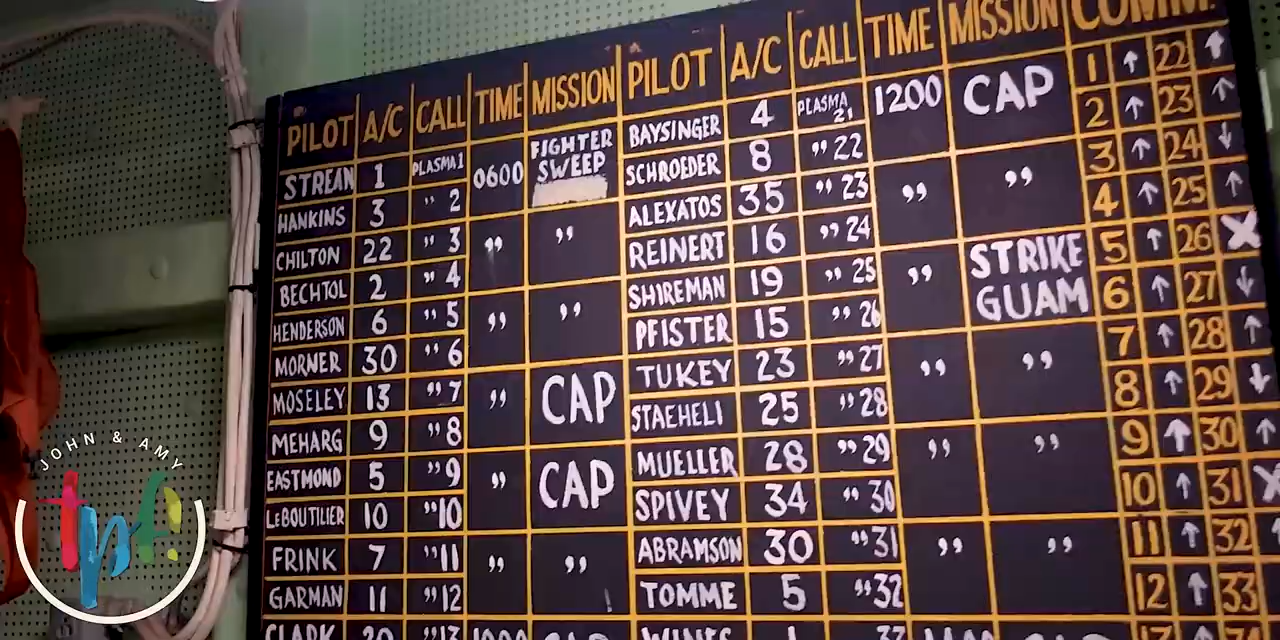 PILOT A/C CALL TIME MISSION PILOT A/C CALL TIME MISSION COMM.
STREAN 1 PLASMA 1 0600 FIGHTER SWEEP BAYSINGER 4 PLASMA 21 1200 CAP 1 ↑ 22 ↑
HANKINS 3 " 2 SCHROEDER 8 " 22 2 ↑ 23 ↑
CHILTON 22 " 3 " " ALEXATOS 35 " 23 " " 3 ↑ 24 ↓
BECHTOL 2 " 4 REINERT 16 " 24 4 ↑ 25 ↑
HENDERSON 6 " 5 " " SHIREMAN 19 " 25 " STRIKE GUAM 5 ↑ 26 X
MORNER 30 " 6 PFISTER 15 " 26 6 ↑ 27 ↓
MOSELEY 13 " 7 " CAP TUKEY 23 " 27 " " 7 ↑ 28 ↑
MEHARG 9 " 8 STAEHELI 25 " 28 8 ↑ 29 ↓
EASTMOND 5 " 9 " CAP MUELLER 28 " 29 " " 9 ↑ 30 ↑
LEBOUTILIER 10 " 10 SPIVEY 34 " 30 10 ↑ 31 X
FRINK 7 " 11 " " ABRAMSON 30 " 31 " " 11 ↑ 32
GARMAN 11 " 12 TOMME 5 " 32 12 ↑ 33
CLARK 20 " 13 CAP
JOHN & AMY
tpf